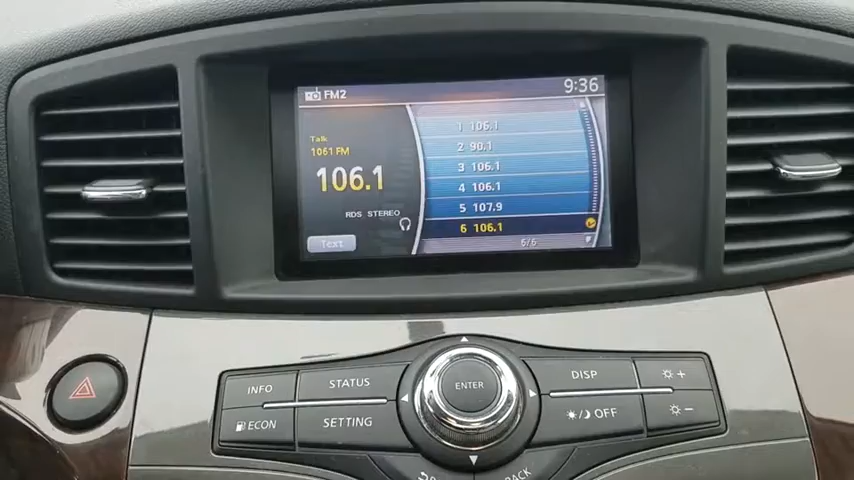 FM2
9:36
Talk
1061 FM
106.1
RDS STEREO
Text
1 106.1
2 90.1
3 106.1
4 106.1
5 107.9
6 106.1
6/6
INFO
STATUS
ECON
SETTING
ENTER
DISP
OFF
+
-
BACK